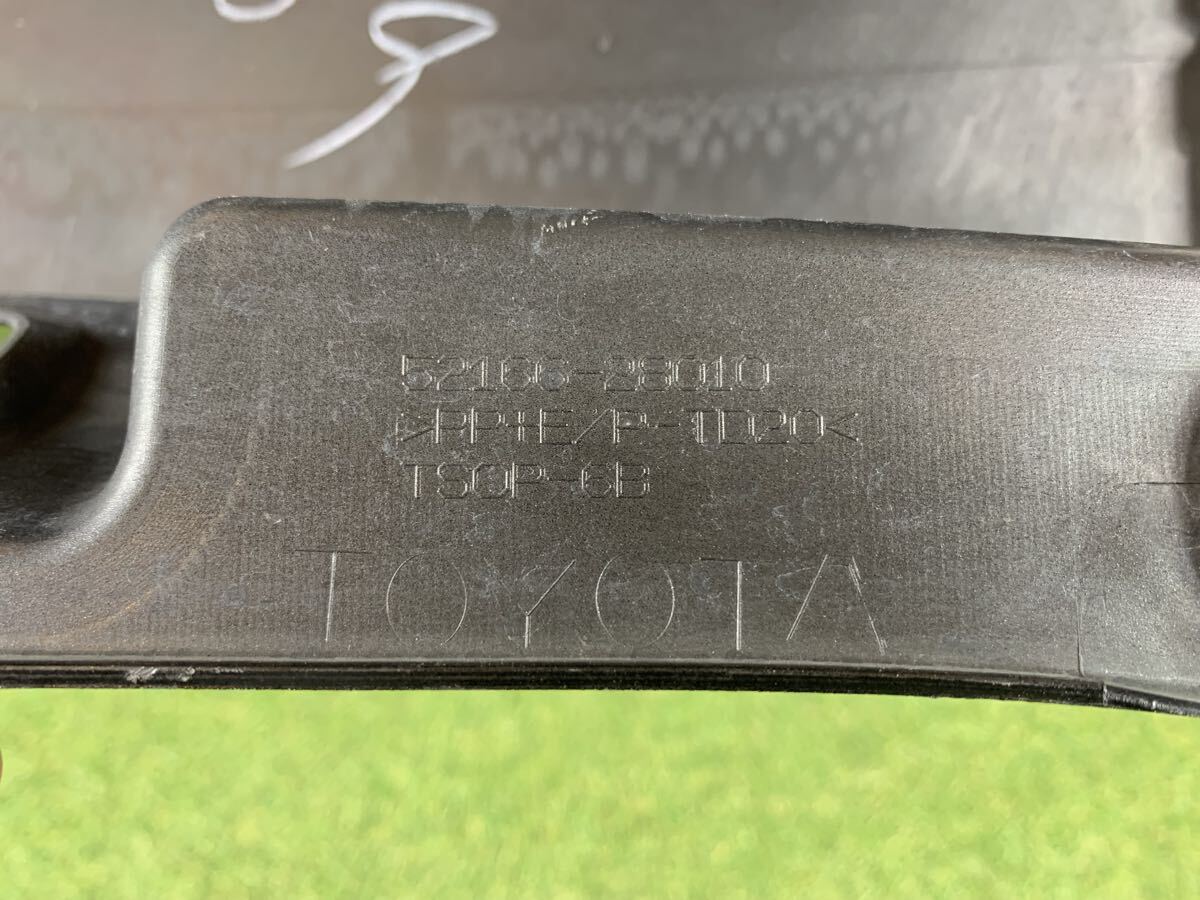 52166-28010
>PP+E/P-TD20<
TSOP-6B
TOYOTA